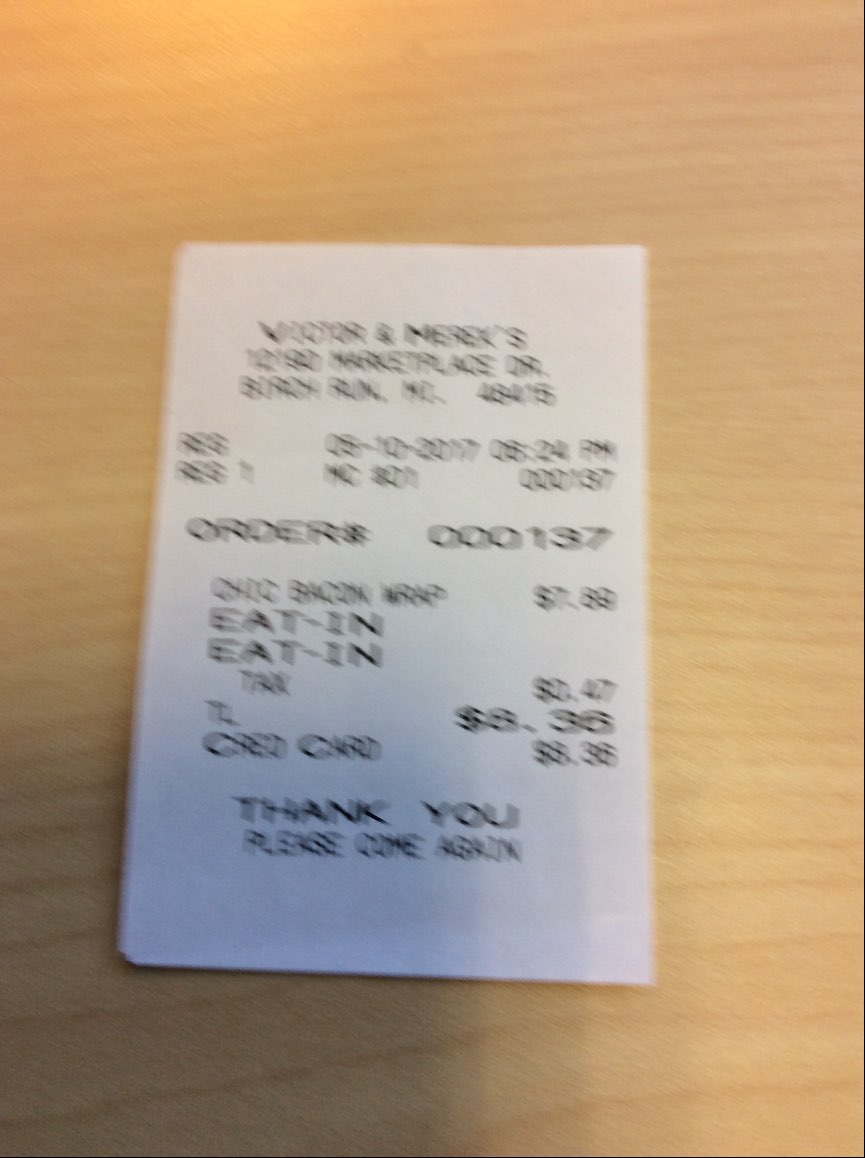 VICTOR & MEREK'S
MARKETPLACE DR.
BIRCH RUN, MI. 48415
REG 05-10-2017 06:24 PM
REG 1 MC #01 000137
ORDER# 000137
CHIC BACON WRAP $7.89
EAT-IN
EAT-IN
TAX $0.47
TL $8.36
CRED CARD $8.36
THANK YOU
PLEASE COME AGAIN